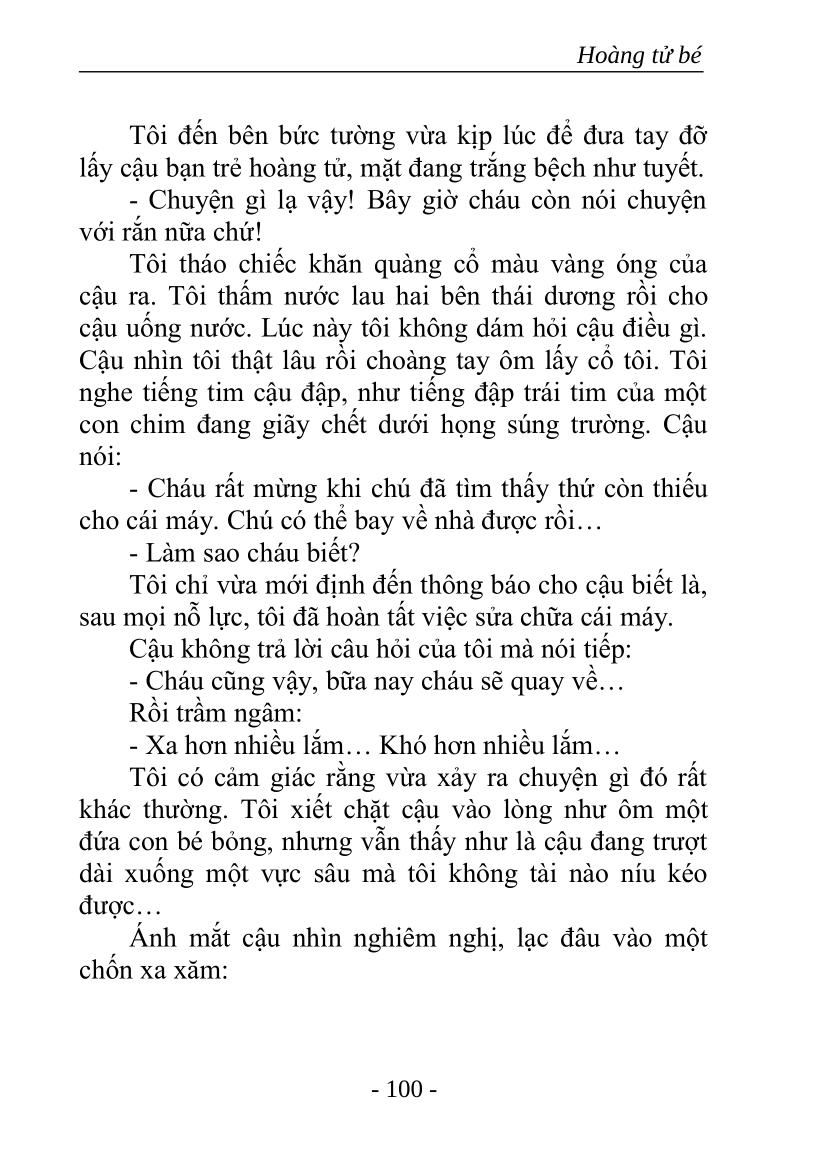 Hoàng tử bé
Tôi đến bên bức tường vừa kịp lúc để đưa tay đỡ
lấy cậu bạn trẻ hoàng tử, mặt đang trắng bệch như tuyết.
- Chuyện gì lạ vậy! Bây giờ cháu còn nói chuyện
với rắn nữa chứ!
Tôi tháo chiếc khăn quàng cổ màu vàng óng của
cậu ra. Tôi thấm nước lau hai bên thái dương rồi cho
cậu uống nước. Lúc này tôi không dám hỏi cậu điều gì.
Cậu nhìn tôi thật lâu rồi choàng tay ôm lấy cổ tôi. Tôi
nghe tiếng tim cậu đập, như tiếng đập trái tim của một
con chim đang giãy chết dưới họng súng trường. Cậu
nói:
- Cháu rất mừng khi chú đã tìm thấy thứ còn thiếu
cho cái máy. Chú có thể bay về nhà được rồi…
- Làm sao cháu biết?
Tôi chỉ vừa mới định đến thông báo cho cậu biết là,
sau mọi nỗ lực, tôi đã hoàn tất việc sửa chữa cái máy.
Cậu không trả lời câu hỏi của tôi mà nói tiếp:
- Cháu cũng vậy, bữa nay cháu sẽ quay về…
Rồi trầm ngâm:
- Xa hơn nhiều lắm… Khó hơn nhiều lắm…
Tôi có cảm giác rằng vừa xảy ra chuyện gì đó rất
khác thường. Tôi xiết chặt cậu vào lòng như ôm một
đứa con bé bỏng, nhưng vẫn thấy như là cậu đang trượt
dài xuống một vực sâu mà tôi không tài nào níu kéo
được…
Ánh mắt cậu nhìn nghiêm nghị, lạc đâu vào một
chốn xa xăm:
- 100 -